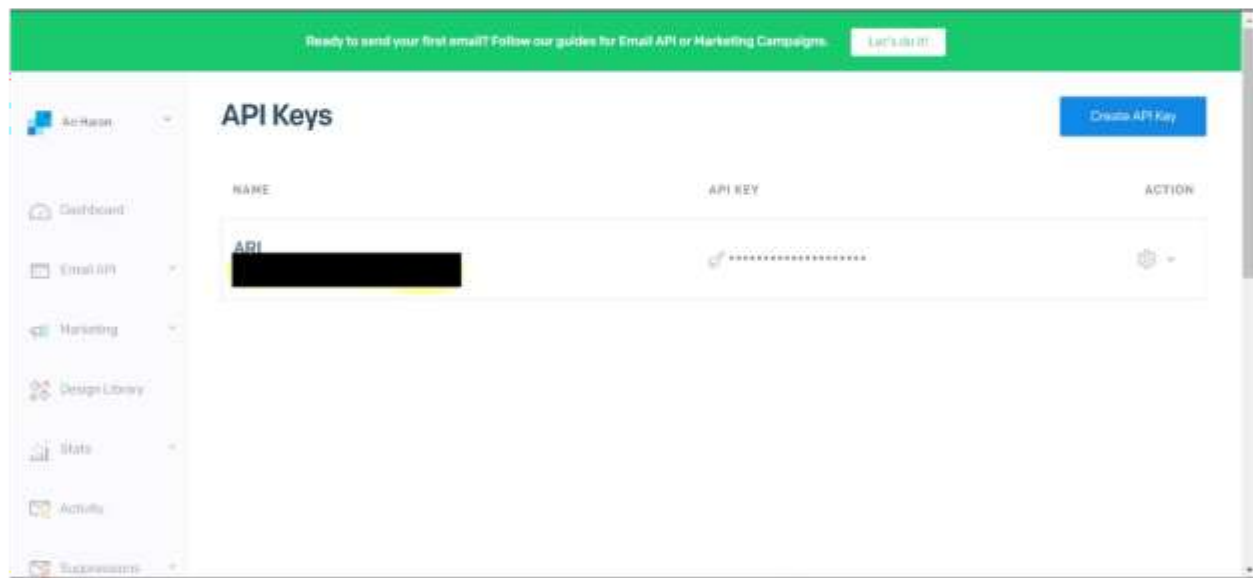 Ready to send your first email? Follow our guides for Email API or Marketing Campaigns.
Let's do it!
API Keys
Create API Key
NAME
API KEY
ACTION
ARI
********************
Dashboard
Email API
Marketing
Design Library
Stats
Activity
Suppressions